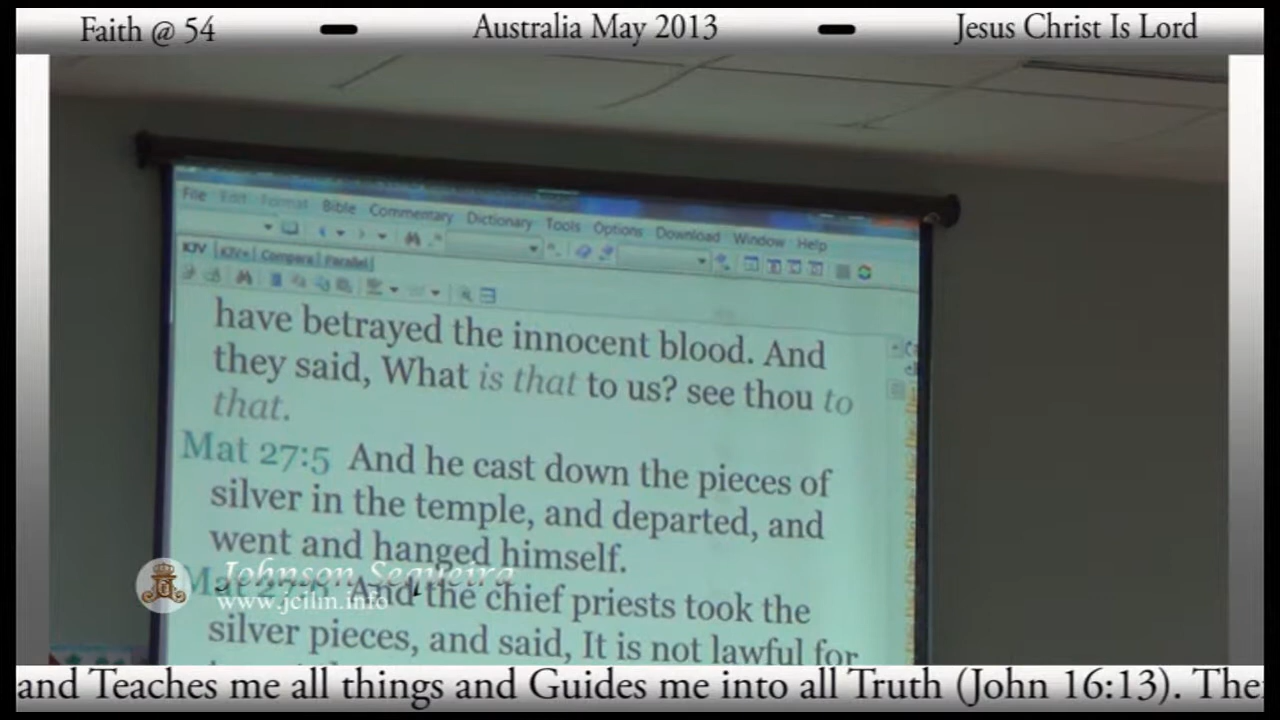 Faith @ 54 Australia May 2013 Jesus Christ Is Lord
File Edit Format Bible Commentary Dictionary Tools Options Download Window Help
KJV KJV+ Compare Parallel
have betrayed the innocent blood. And
they said, What is that to us? see thou to
that.
Mat 27:5 And he cast down the pieces of
silver in the temple, and departed, and
went and hanged himself.
Johnson Sequeira
And the chief priests took the
www.jcilm.info
silver pieces, and said, It is not lawful for
and Teaches me all things and Guides me into all Truth (John 16:13). The